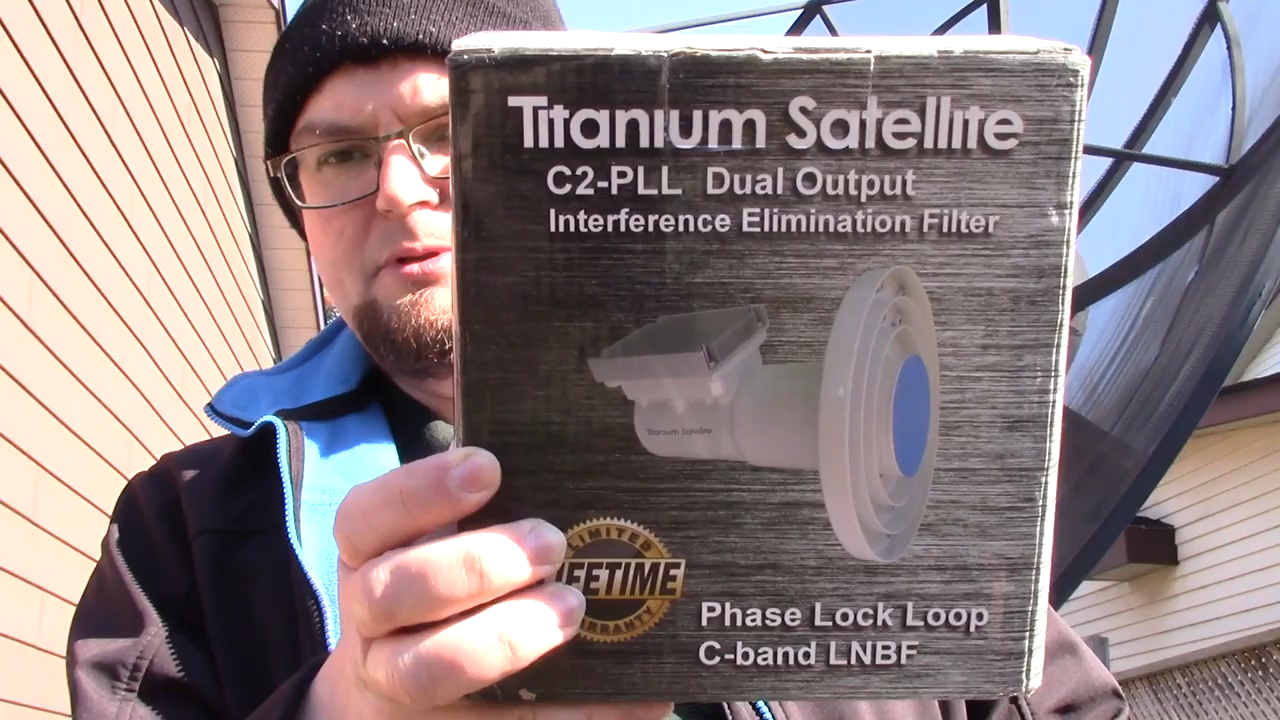 Titanium Satellite
C2-PLL Dual Output
Interference Elimination Filter
Titanium Satellite
LIMITED
LIFETIME
WARRANTY
Phase Lock Loop
C-band LNBF